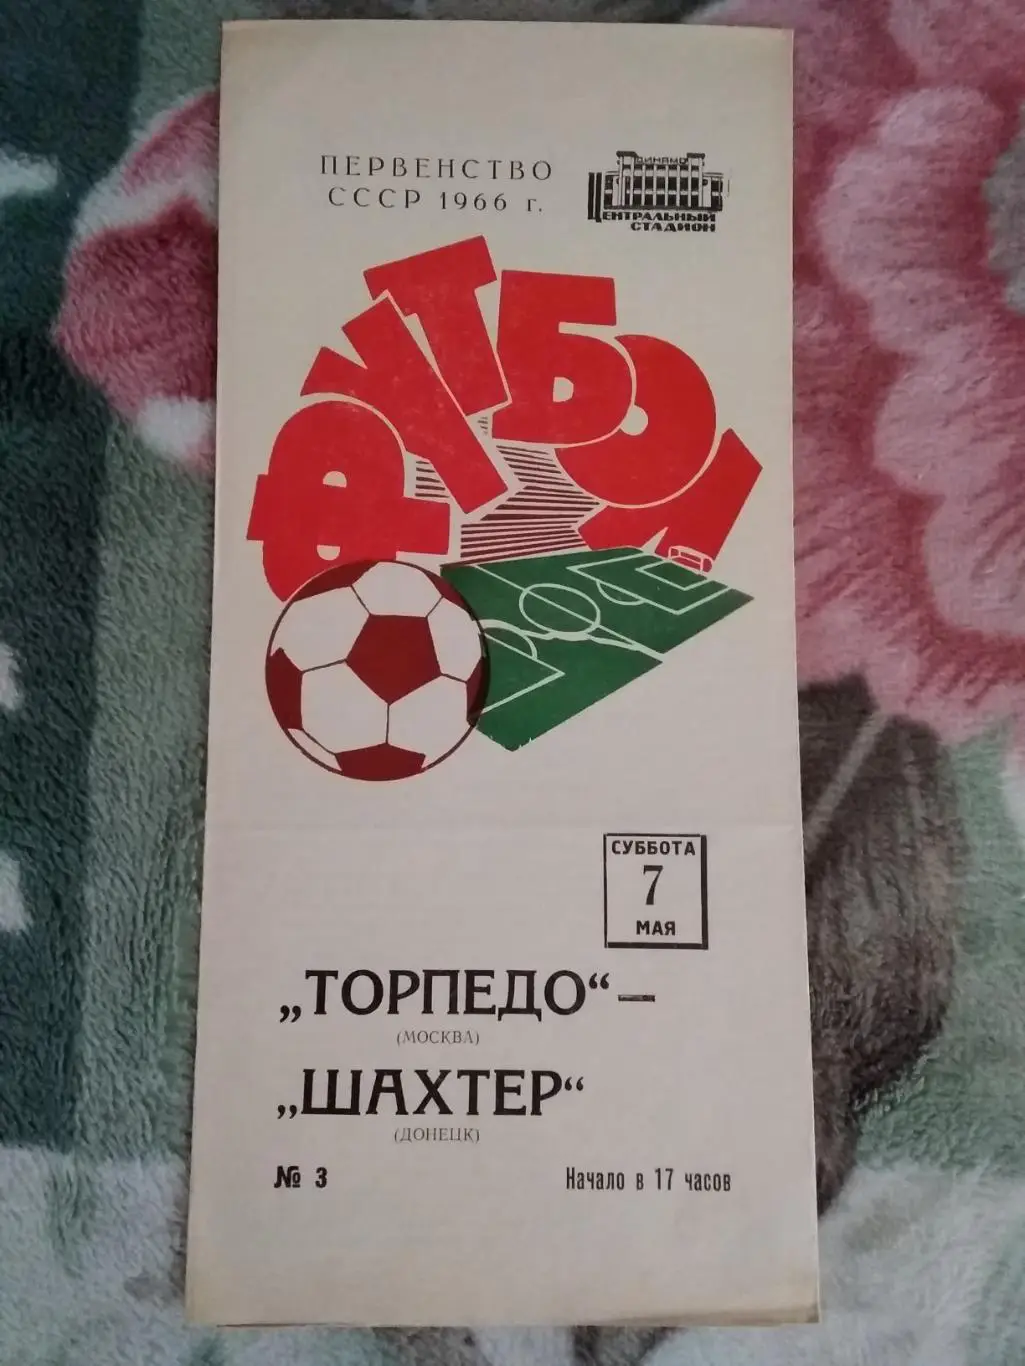 ПЕРВЕНСТВО
СССР 1966 г.
ДИНАМО
ЦЕНТРАЛЬНЫЙ
СТАДИОН
ФУТБОЛ
СУББОТА
7
МАЯ
„ТОРПЕДО“ —
(МОСКВА)
„ШАХТЕР“
(ДОНЕЦК)
№ 3
Начало в 17 часов